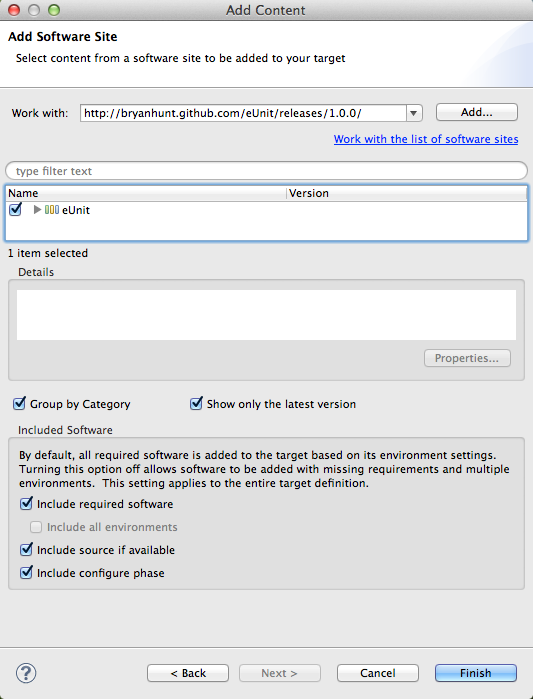 Add Content
Add Software Site
Select content from a software site to be added to your target
Work with: http://bryanhunt.github.com/eUnit/releases/1.0.0/ Add...
Work with the list of software sites
type filter text
Name Version
eUnit
1 item selected
Details
Properties...
Group by Category Show only the latest version
Included Software
By default, all required software is added to the target based on its environment settings.
Turning this option off allows software to be added with missing requirements and multiple
environments. This setting applies to the entire target definition.
Include required software
Include all environments
Include source if available
Include configure phase
? < Back Next > Cancel Finish